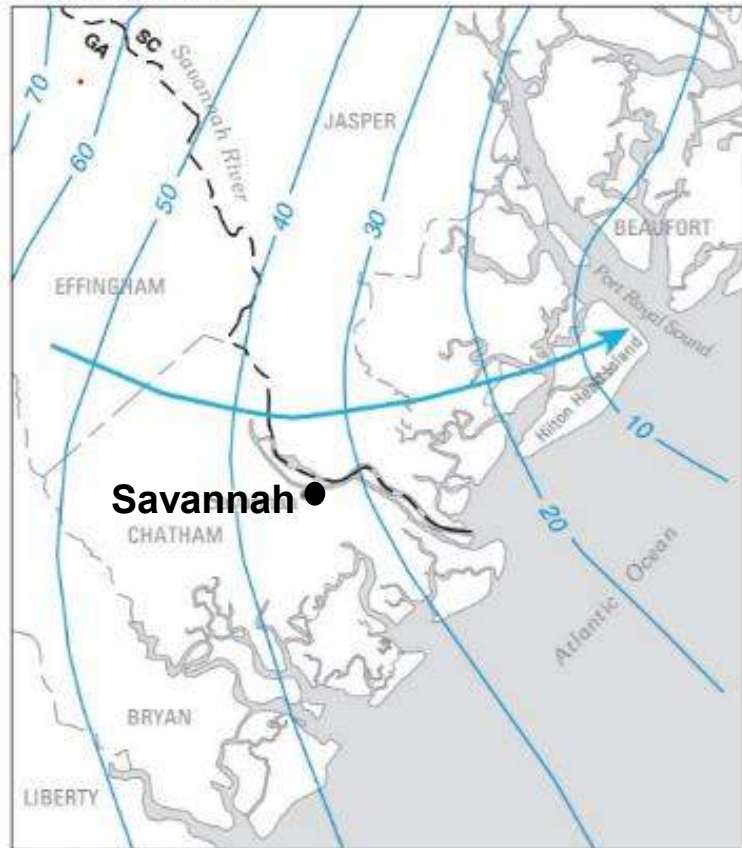 GA
SC
Savannah River
70
60
50
40
30
JASPER
BEAUFORT
EFFINGHAM
Port Royal Sound
Hilton Head Island
10
20
Savannah
CHATHAM
Atlantic Ocean
BRYAN
LIBERTY